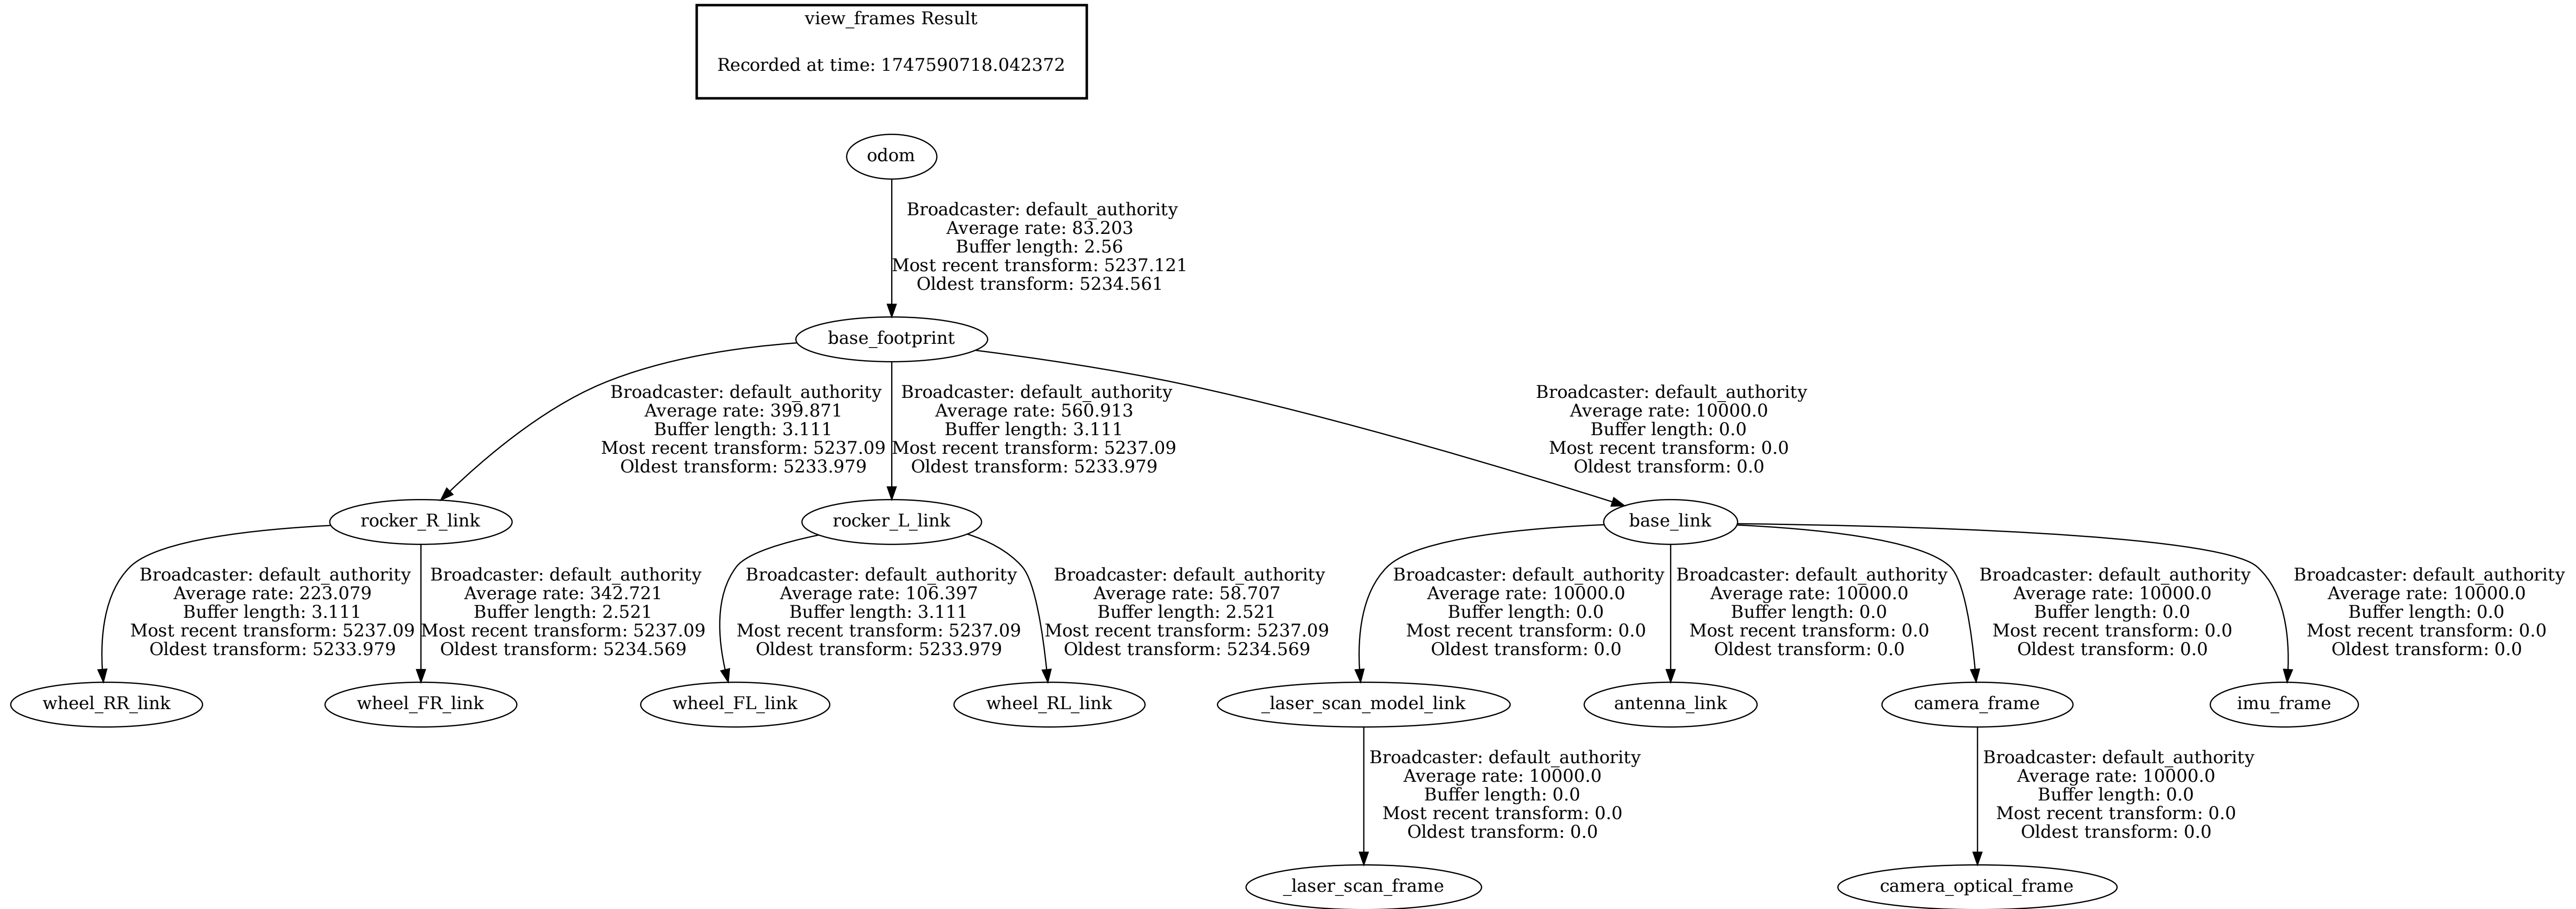 view_frames Result
Recorded at time: 1747590718.042372
odom
Broadcaster: default_authority
Average rate: 83.203
Buffer length: 2.56
Most recent transform: 5237.121
Oldest transform: 5234.561
base_footprint
Broadcaster: default_authority
Average rate: 399.871
Buffer length: 3.111
Most recent transform: 5237.09
Oldest transform: 5233.979
Broadcaster: default_authority
Average rate: 560.913
Buffer length: 3.111
Most recent transform: 5237.09
Oldest transform: 5233.979
Broadcaster: default_authority
Average rate: 10000.0
Buffer length: 0.0
Most recent transform: 0.0
Oldest transform: 0.0
rocker_R_link
rocker_L_link
base_link
Broadcaster: default_authority
Average rate: 223.079
Buffer length: 3.111
Most recent transform: 5237.09
Oldest transform: 5233.979
Broadcaster: default_authority
Average rate: 342.721
Buffer length: 2.521
Most recent transform: 5237.09
Oldest transform: 5234.569
Broadcaster: default_authority
Average rate: 106.397
Buffer length: 3.111
Most recent transform: 5237.09
Oldest transform: 5233.979
Broadcaster: default_authority
Average rate: 58.707
Buffer length: 2.521
Most recent transform: 5237.09
Oldest transform: 5234.569
Broadcaster: default_authority
Average rate: 10000.0
Buffer length: 0.0
Most recent transform: 0.0
Oldest transform: 0.0
Broadcaster: default_authority
Average rate: 10000.0
Buffer length: 0.0
Most recent transform: 0.0
Oldest transform: 0.0
Broadcaster: default_authority
Average rate: 10000.0
Buffer length: 0.0
Most recent transform: 0.0
Oldest transform: 0.0
Broadcaster: default_authority
Average rate: 10000.0
Buffer length: 0.0
Most recent transform: 0.0
Oldest transform: 0.0
wheel_RR_link
wheel_FR_link
wheel_FL_link
wheel_RL_link
_laser_scan_model_link
antenna_link
camera_frame
imu_frame
Broadcaster: default_authority
Average rate: 10000.0
Buffer length: 0.0
Most recent transform: 0.0
Oldest transform: 0.0
Broadcaster: default_authority
Average rate: 10000.0
Buffer length: 0.0
Most recent transform: 0.0
Oldest transform: 0.0
_laser_scan_frame
camera_optical_frame